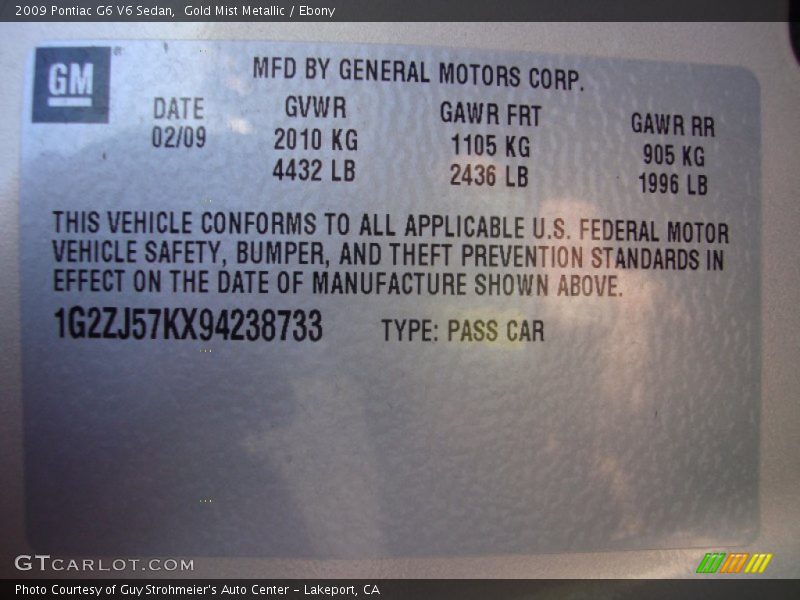 2009 Pontiac G6 V6 Sedan,  Gold Mist Metallic / Ebony
GM
®
MFD BY GENERAL MOTORS CORP.
DATE GVWR GAWR FRT GAWR RR
02/09 2010 KG 1105 KG 905 KG
4432 LB 2436 LB 1996 LB
THIS VEHICLE CONFORMS TO ALL APPLICABLE U.S. FEDERAL MOTOR
VEHICLE SAFETY, BUMPER, AND THEFT PREVENTION STANDARDS IN
EFFECT ON THE DATE OF MANUFACTURE SHOWN ABOVE.
1G2ZJ57KX94238733 TYPE: PASS CAR
GTCARLOT.COM
Photo Courtesy of Guy Strohmeier's Auto Center - Lakeport, CA